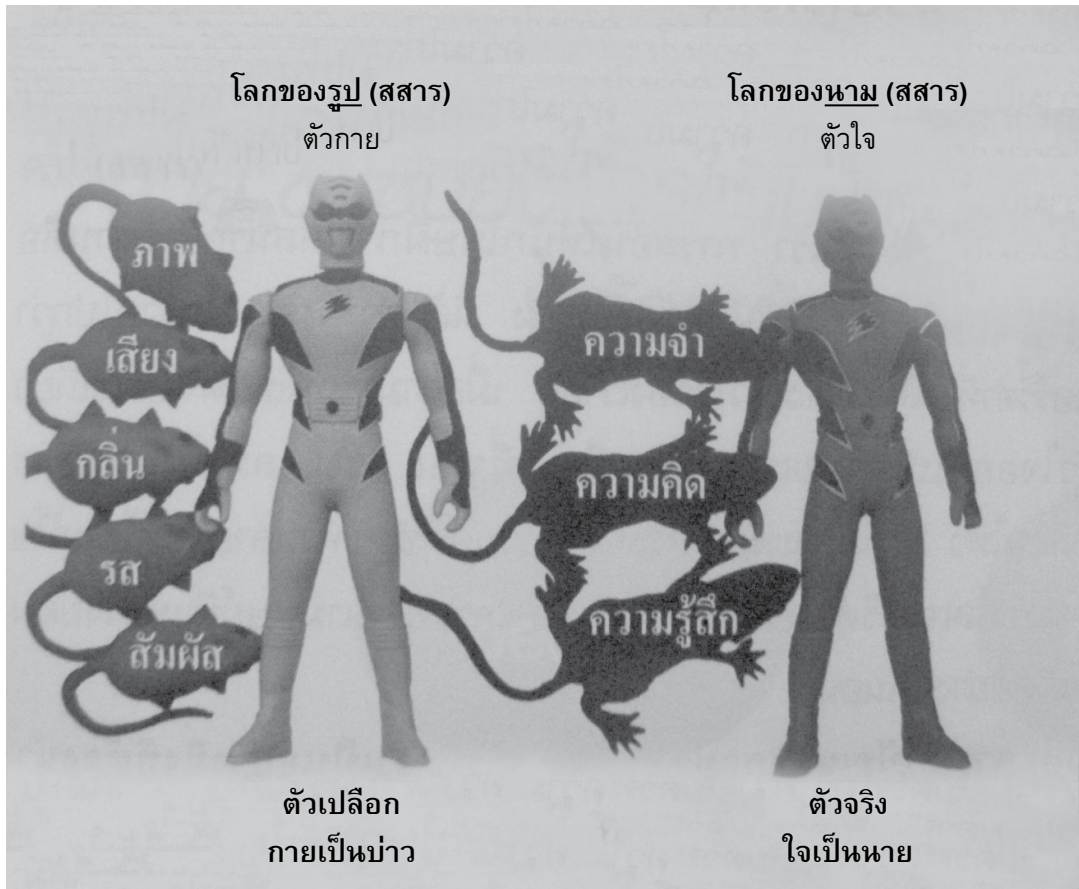 โลกของรูป (สสาร)
ตัวกาย
โลกของนาม (สสาร)
ตัวใจ
ภาพ
เสียง
กลิ่น
รส
สัมผัส
ความจำ
ความคิด
ความรู้สึก
ตัวเปลือก
กายเป็นบ่าว
ตัวจริง
ใจเป็นนาย